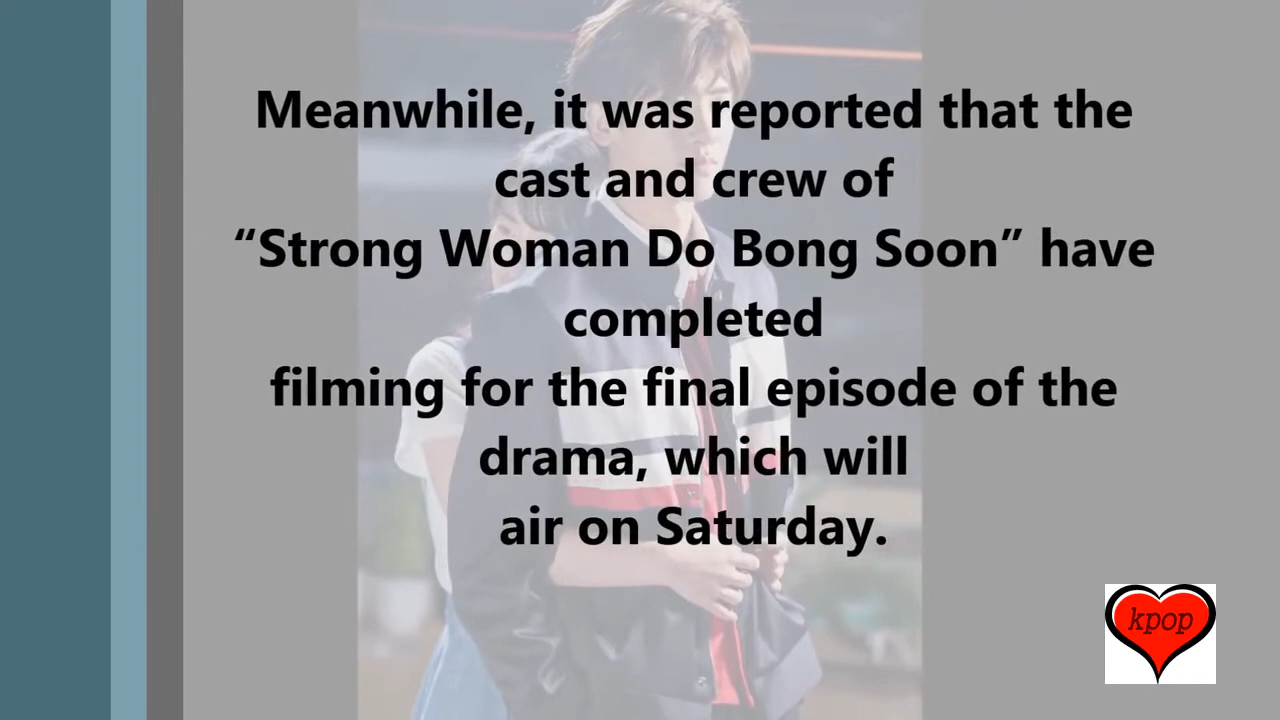 Meanwhile, it was reported that the
cast and crew of
“Strong Woman Do Bong Soon” have
completed
filming for the final episode of the
drama, which will
air on Saturday.
kpop